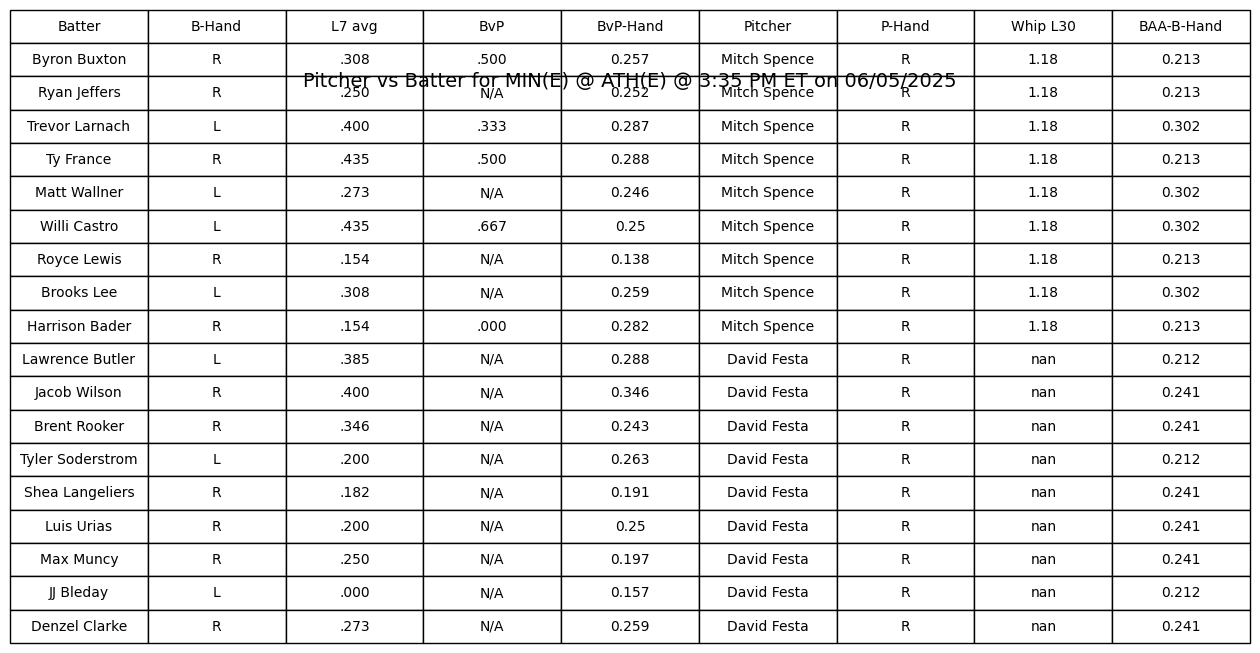 Batter B-Hand L7 avg BvP BvP-Hand Pitcher P-Hand Whip L30 BAA-B-Hand
Byron Buxton R .308 .500 0.257 Mitch Spence R 1.18 0.213
Pitcher vs Batter for MIN(E) @ ATH(E) @ 3:35 PM ET on 06/05/2025
Ryan Jeffers R .250 N/A 0.252 Mitch Spence R 1.18 0.213
Trevor Larnach L .400 .333 0.287 Mitch Spence R 1.18 0.302
Ty France R .435 .500 0.288 Mitch Spence R 1.18 0.213
Matt Wallner L .273 N/A 0.246 Mitch Spence R 1.18 0.302
Willi Castro L .435 .667 0.25 Mitch Spence R 1.18 0.302
Royce Lewis R .154 N/A 0.138 Mitch Spence R 1.18 0.213
Brooks Lee L .308 N/A 0.259 Mitch Spence R 1.18 0.302
Harrison Bader R .154 .000 0.282 Mitch Spence R 1.18 0.213
Lawrence Butler L .385 N/A 0.288 David Festa R nan 0.212
Jacob Wilson R .400 N/A 0.346 David Festa R nan 0.241
Brent Rooker R .346 N/A 0.243 David Festa R nan 0.241
Tyler Soderstrom L .200 N/A 0.263 David Festa R nan 0.212
Shea Langeliers R .182 N/A 0.191 David Festa R nan 0.241
Luis Urias R .200 N/A 0.25 David Festa R nan 0.241
Max Muncy R .250 N/A 0.197 David Festa R nan 0.241
JJ Bleday L .000 N/A 0.157 David Festa R nan 0.212
Denzel Clarke R .273 N/A 0.259 David Festa R nan 0.241